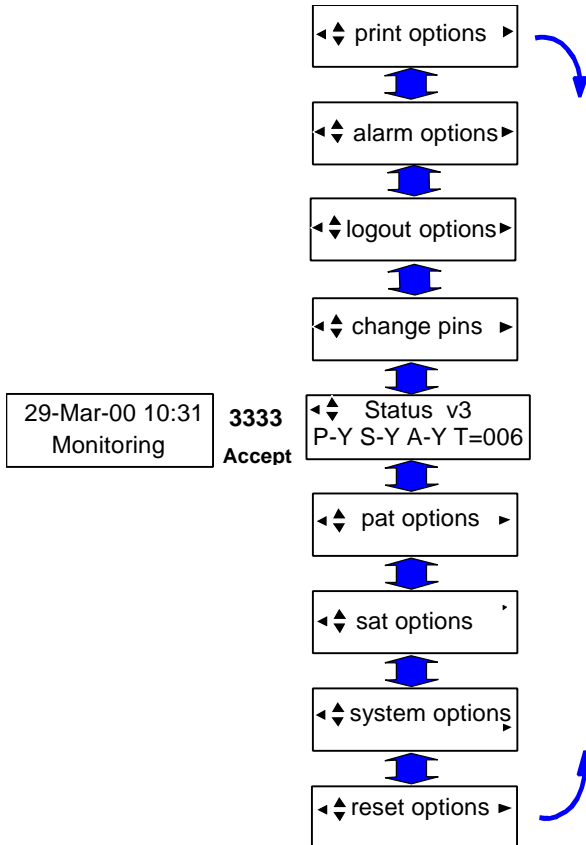 print options
alarm options
logout options
change pins
29-Mar-00 10:31
Monitoring
3333
Accept
Status v3
P-Y S-Y A-Y T=006
pat options
sat options
system options
reset options